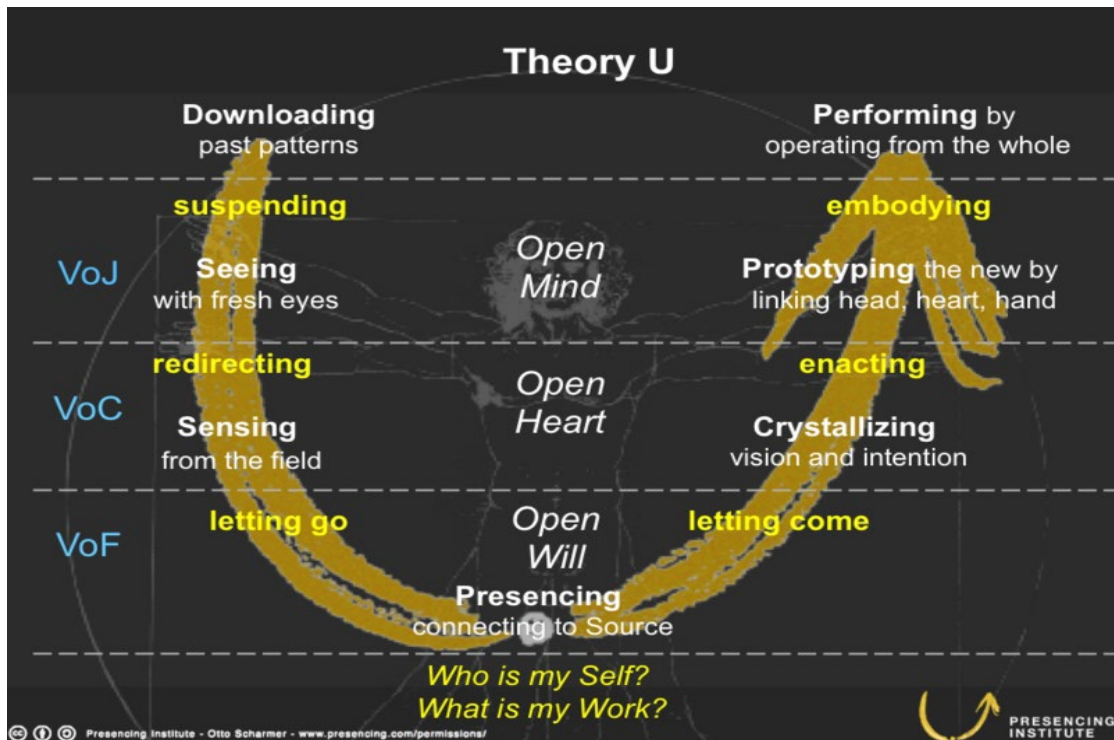 Theory U
Downloading
past patterns
suspending
VoJ
Seeing
with fresh eyes
redirecting
VoC
Sensing
from the field
letting go
VoF
Open
Mind
Open
Heart
Open
Will
Presencing
connecting to Source
Who is my Self?
What is my Work?
Performing by
operating from the whole
embodying
Prototyping the new by
linking head, heart, hand
enacting
Crystallizing
vision and intention
letting come
cc Presencing Institute - Otto Scharmer - www.presencing.com/permissions/
PRESENCING
INSTITUTE